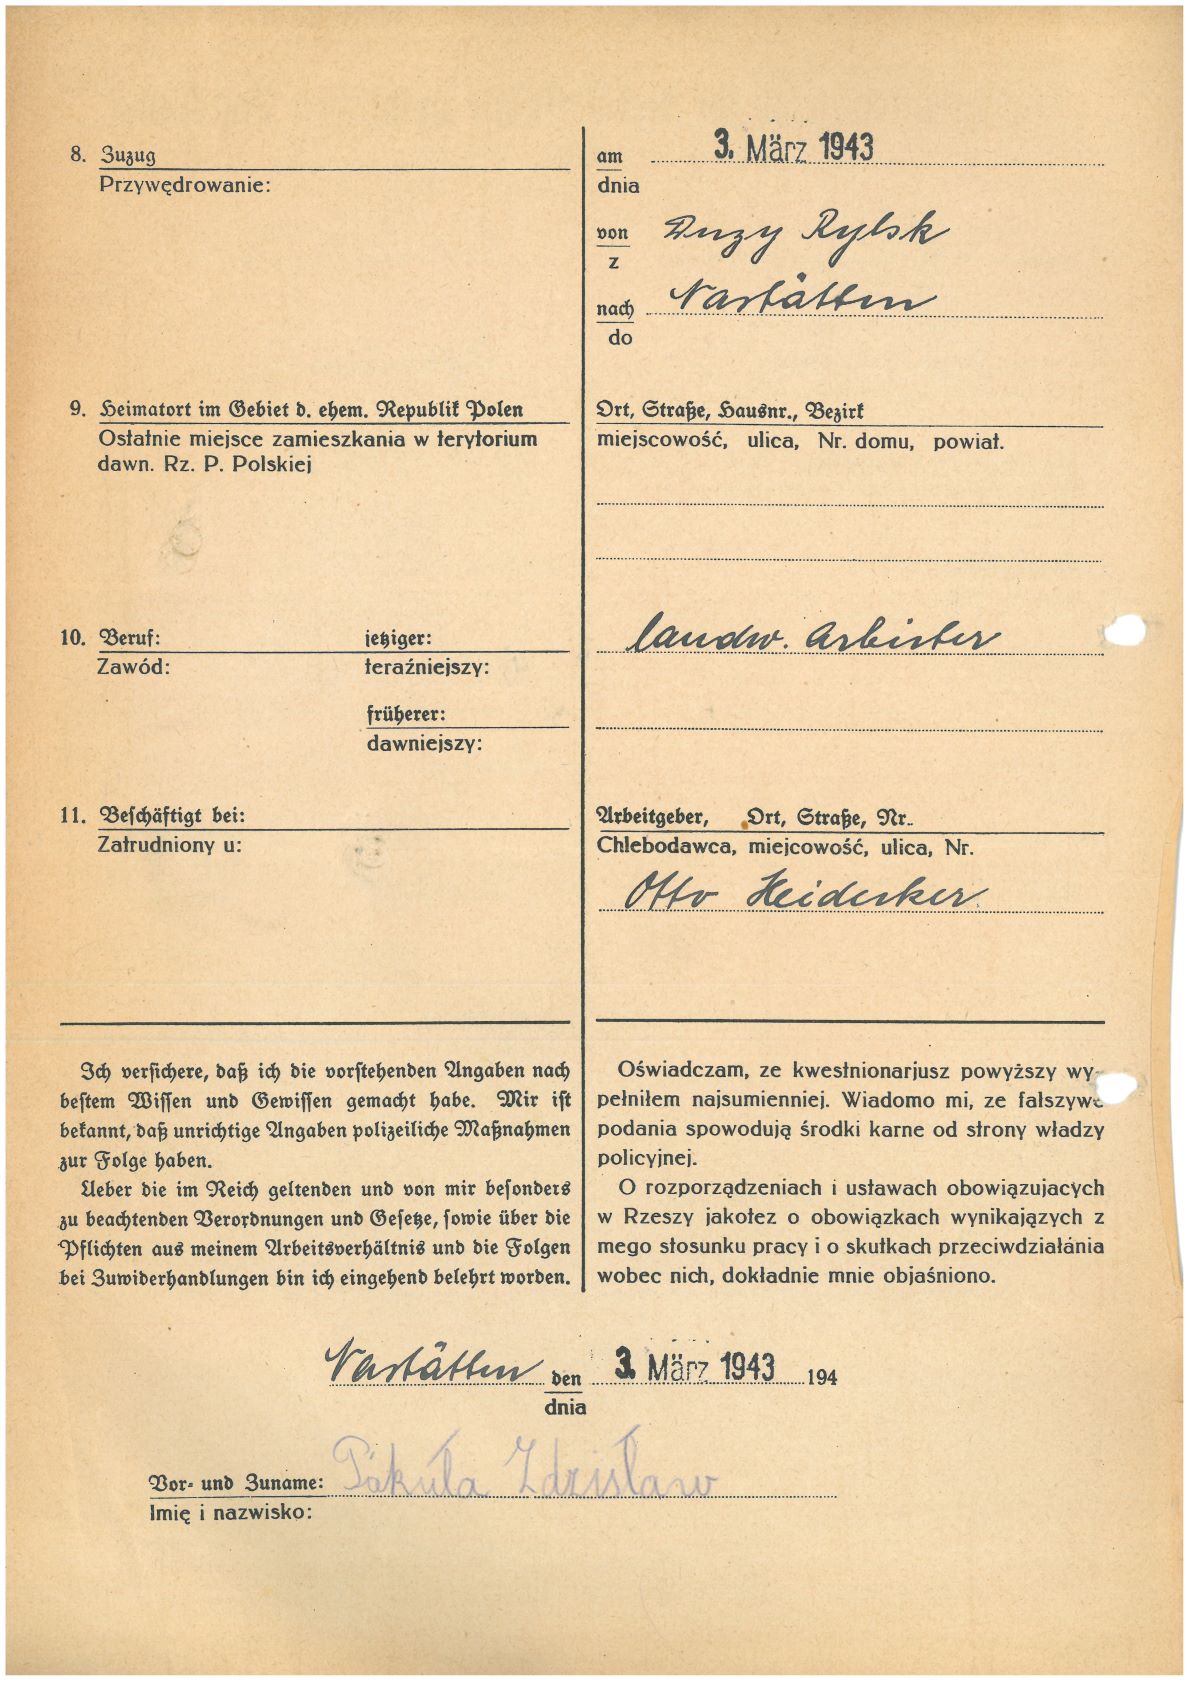 8. Zuzug
Przywędrowanie:
am 3. März 1943
dnia
von Duzy Rylsk
z
nach Nastätten
do
9. Heimatort im Gebiet d. ehem. Republik Polen
Ostatnie miejsce zamieszkania w terytorium
dawn. Rz. P. Polskiej
Ort, Straße, Hausnr., Bezirk
miejscowość, ulica, Nr. domu, powiat.
10. Beruf: jetziger:
Zawód: teraźniejszy:
landw. Arbeiter
früherer:
dawniejszy:
11. Beschäftigt bei:
Zatrudniony u:
Arbeitgeber, Ort, Straße, Nr.
Chlebodawca, miejcowość, ulica, Nr.
Otto Heidecker
Ich versichere, daß ich die vorstehenden Angaben nach
bestem Wissen und Gewissen gemacht habe. Mir ist
bekannt, daß unrichtige Angaben polizeiliche Maßnahmen
zur Folge haben.
Ueber die im Reich geltenden und von mir besonders
zu beachtenden Verordnungen und Gesetze, sowie über die
Pflichten aus meinem Arbeitsverhältnis und die Folgen
bei Zuwiderhandlungen bin ich eingehend belehrt worden.
Oświadczam, ze kwestnionarjusz powyższy wy-
pełniłem najsumienniej. Wiadomo mi, ze fałszywe
podania spowodują środki karne od strony władzy
policyjnej.
O rozporządzeniach i ustawach obowiązujacych
w Rzeszy jakotez o obowiązkach wynikajązych z
mego stosunku pracy i o skutkach przeciwdziałánia
wobec nich, dokładnie mnie objaśniono.
Nastätten den 3. März 1943 194
dnia
Vor- und Zuname: Pakuła Zdzisław
Imię i nazwisko: